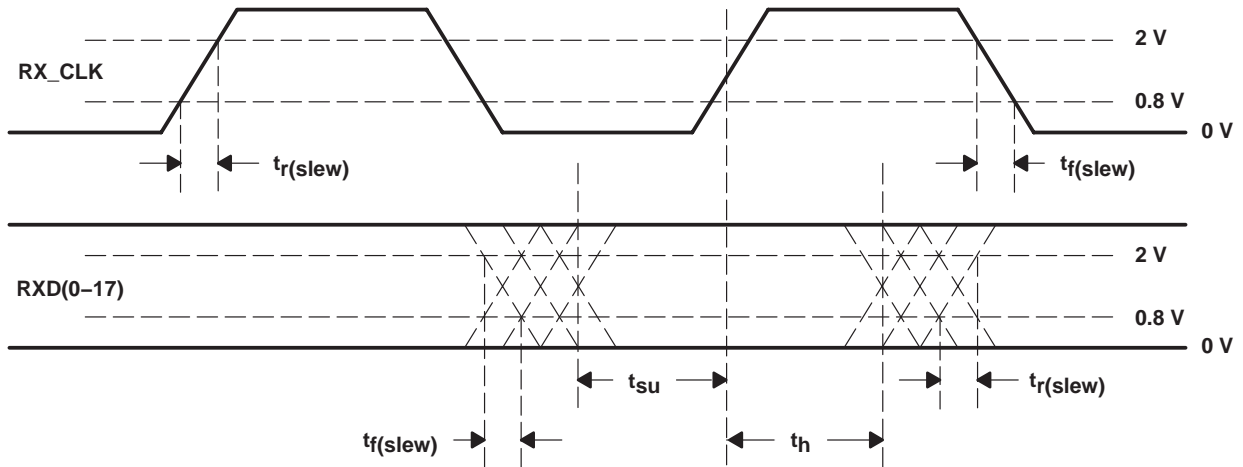 2 V
RX_CLK
0.8 V
0 V
tr(slew)
tf(slew)
2 V
RXD(0–17)
0.8 V
0 V
tsu
tr(slew)
tf(slew)
th